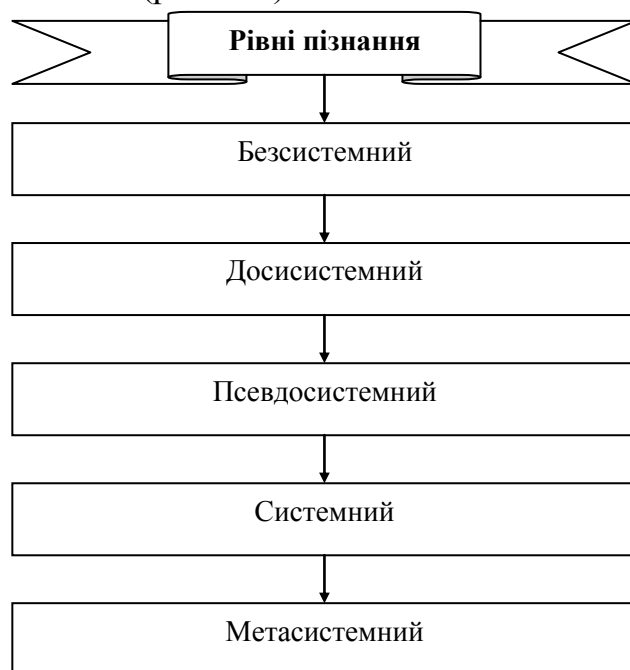 Рівні пізнання
Безсистемний
Досисистемний
Псевдосистемний
Системний
Метасистемний